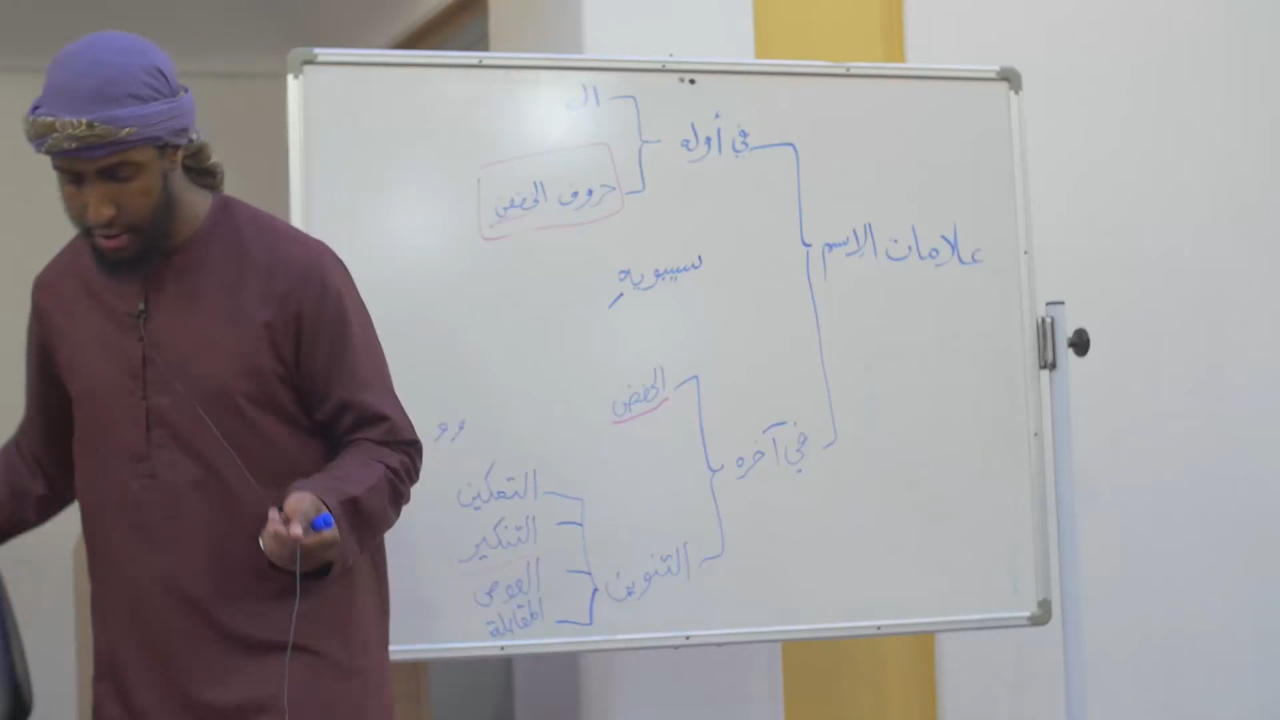 علامات الاسم
في أوله
ال
حروف الخفض
سيبويهِ
في آخره
الخفض
التنوين
التمكين
التنكير
العوض
المقابلة